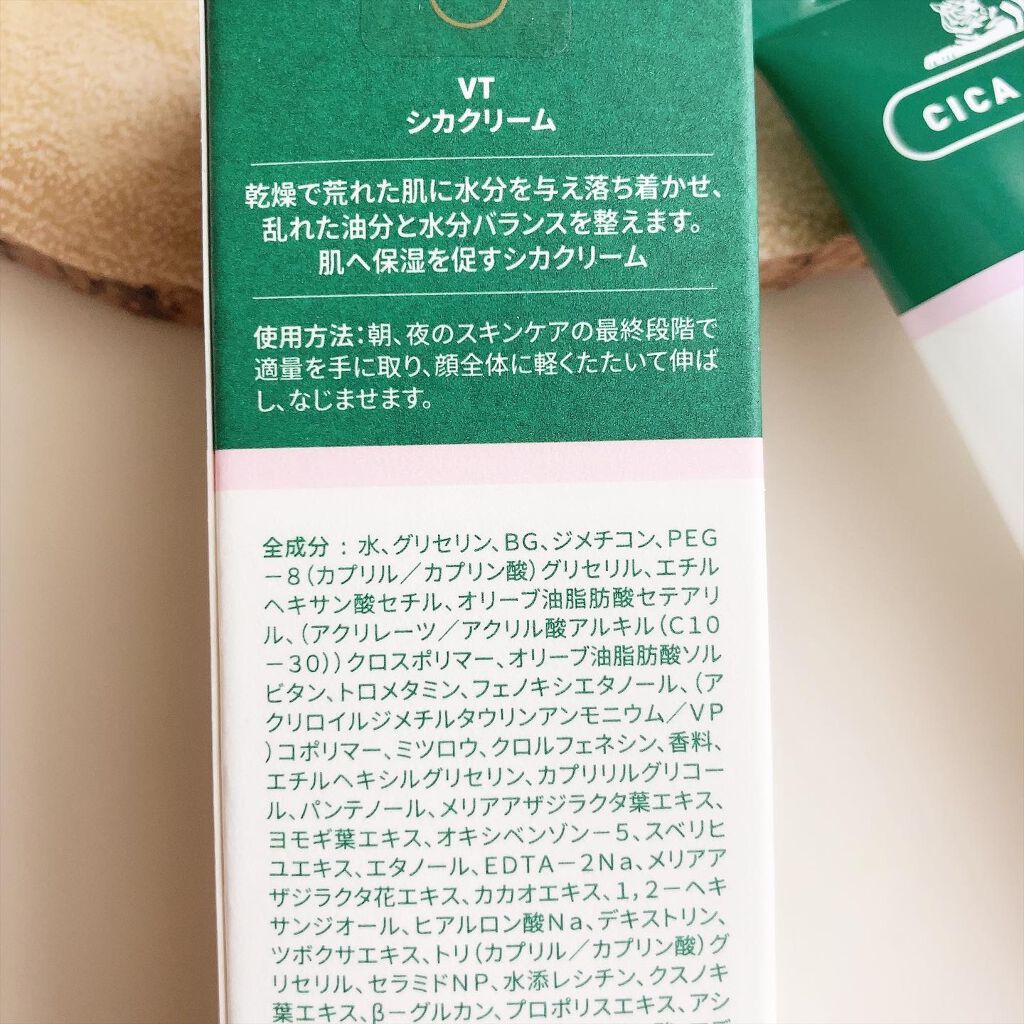 VT
シカクリーム
乾燥で荒れた肌に水分を与え落ち着かせ、
乱れた油分と水分バランスを整えます。
肌へ保湿を促すシカクリーム
使用方法：朝、夜のスキンケアの最終段階で
適量を手に取り、顔全体に軽くたたいて伸ば
し、なじませます。
全成分：水、グリセリン、BG、ジメチコン、PEG
－8（カプリル／カプリン酸）グリセリル、エチル
ヘキサン酸セチル、オリーブ油脂肪酸セテアリ
ル、（アクリレーツ／アクリル酸アルキル（C10
－30））クロスポリマー、オリーブ油脂肪酸ソル
ビタン、トロメタミン、フェノキシエタノール、（ア
クリロイルジメチルタウリンアンモニウム／VP
）コポリマー、ミツロウ、クロルフェネシン、香料、
エチルヘキシルグリセリン、カプリリルグリコー
ル、パンテノール、メリアアザジラクタ葉エキス、
ヨモギ葉エキス、オキシベンゾン－5、スベリヒ
ユエキス、エタノール、EDTA－2Na、メリアア
ザジラクタ花エキス、カカオエキス、1，2－ヘキ
サンジオール、ヒアルロン酸Na、デキストリン、
ツボクサエキス、トリ（カプリル／カプリン酸）グ
リセリル、セラミドNP、水添レシチン、クスノキ
葉エキス、β－グルカン、プロポリスエキス、アシ
CICA